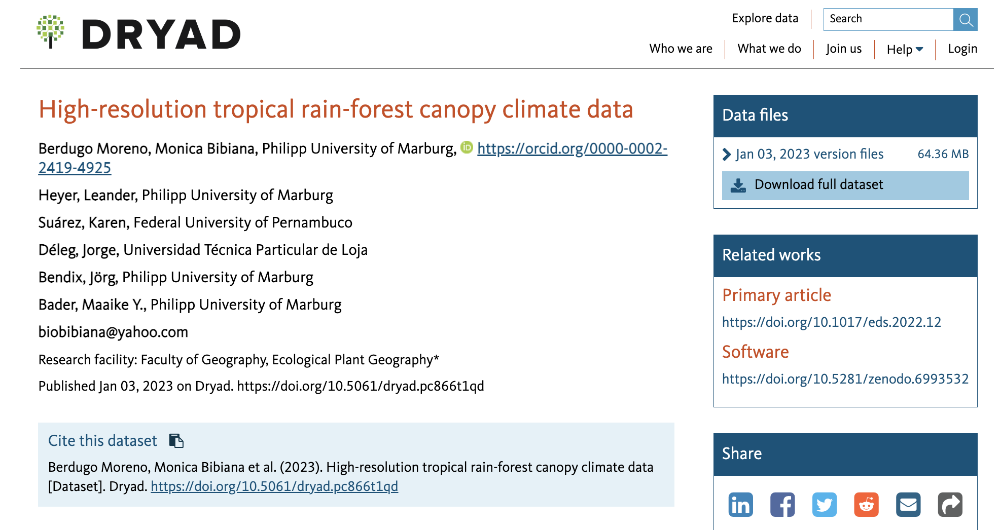 DRYAD
Explore data
Search
Who we are
What we do
Join us
Help
Login
High-resolution tropical rain-forest canopy climate data
Berdugo Moreno, Monica Bibiana, Philipp University of Marburg, iD https://orcid.org/0000-0002-
2419-4925
Heyer, Leander, Philipp University of Marburg
Suárez, Karen, Federal University of Pernambuco
Déleg, Jorge, Universidad Técnica Particular de Loja
Bendix, Jörg, Philipp University of Marburg
Bader, Maaike Y., Philipp University of Marburg
biobibiana@yahoo.com
Research facility: Faculty of Geography, Ecological Plant Geography*
Published Jan 03, 2023 on Dryad. https://doi.org/10.5061/dryad.pc866t1qd
Cite this dataset
Berdugo Moreno, Monica Bibiana et al. (2023). High-resolution tropical rain-forest canopy climate data
[Dataset]. Dryad. https://doi.org/10.5061/dryad.pc866t1qd
Data files
Jan 03, 2023 version files 64.36 MB
Download full dataset
Related works
Primary article
https://doi.org/10.1017/eds.2022.12
Software
https://doi.org/10.5281/zenodo.6993532
Share
in f